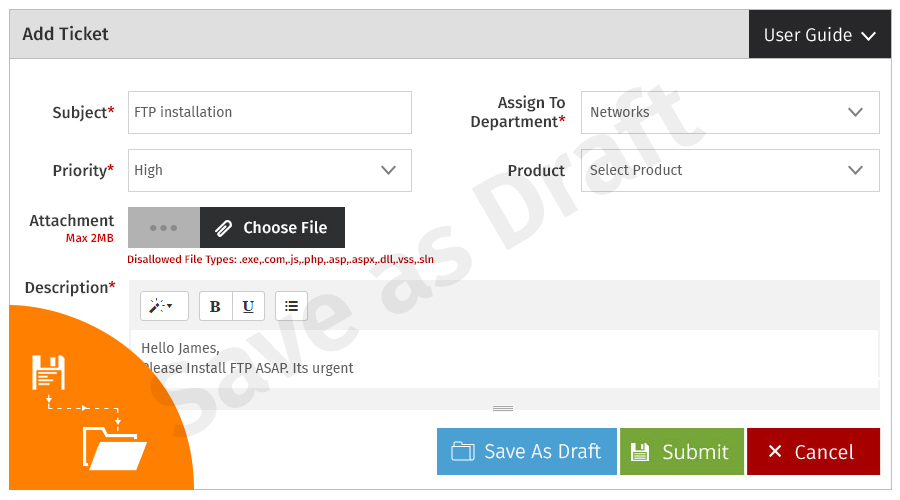 Add Ticket
User Guide
Subject*
FTP installation
Assign To
Department*
Networks
Priority*
High
Product
Select Product
Attachment
Max 2MB
Choose File
Disallowed File Types: .exe,.com,.js,.php,.asp,.aspx,.dll,.vss,.sln
Description*
B U
Hello James,
Please Install FTP ASAP. Its urgent
Save as Draft
Save As Draft
Submit
Cancel